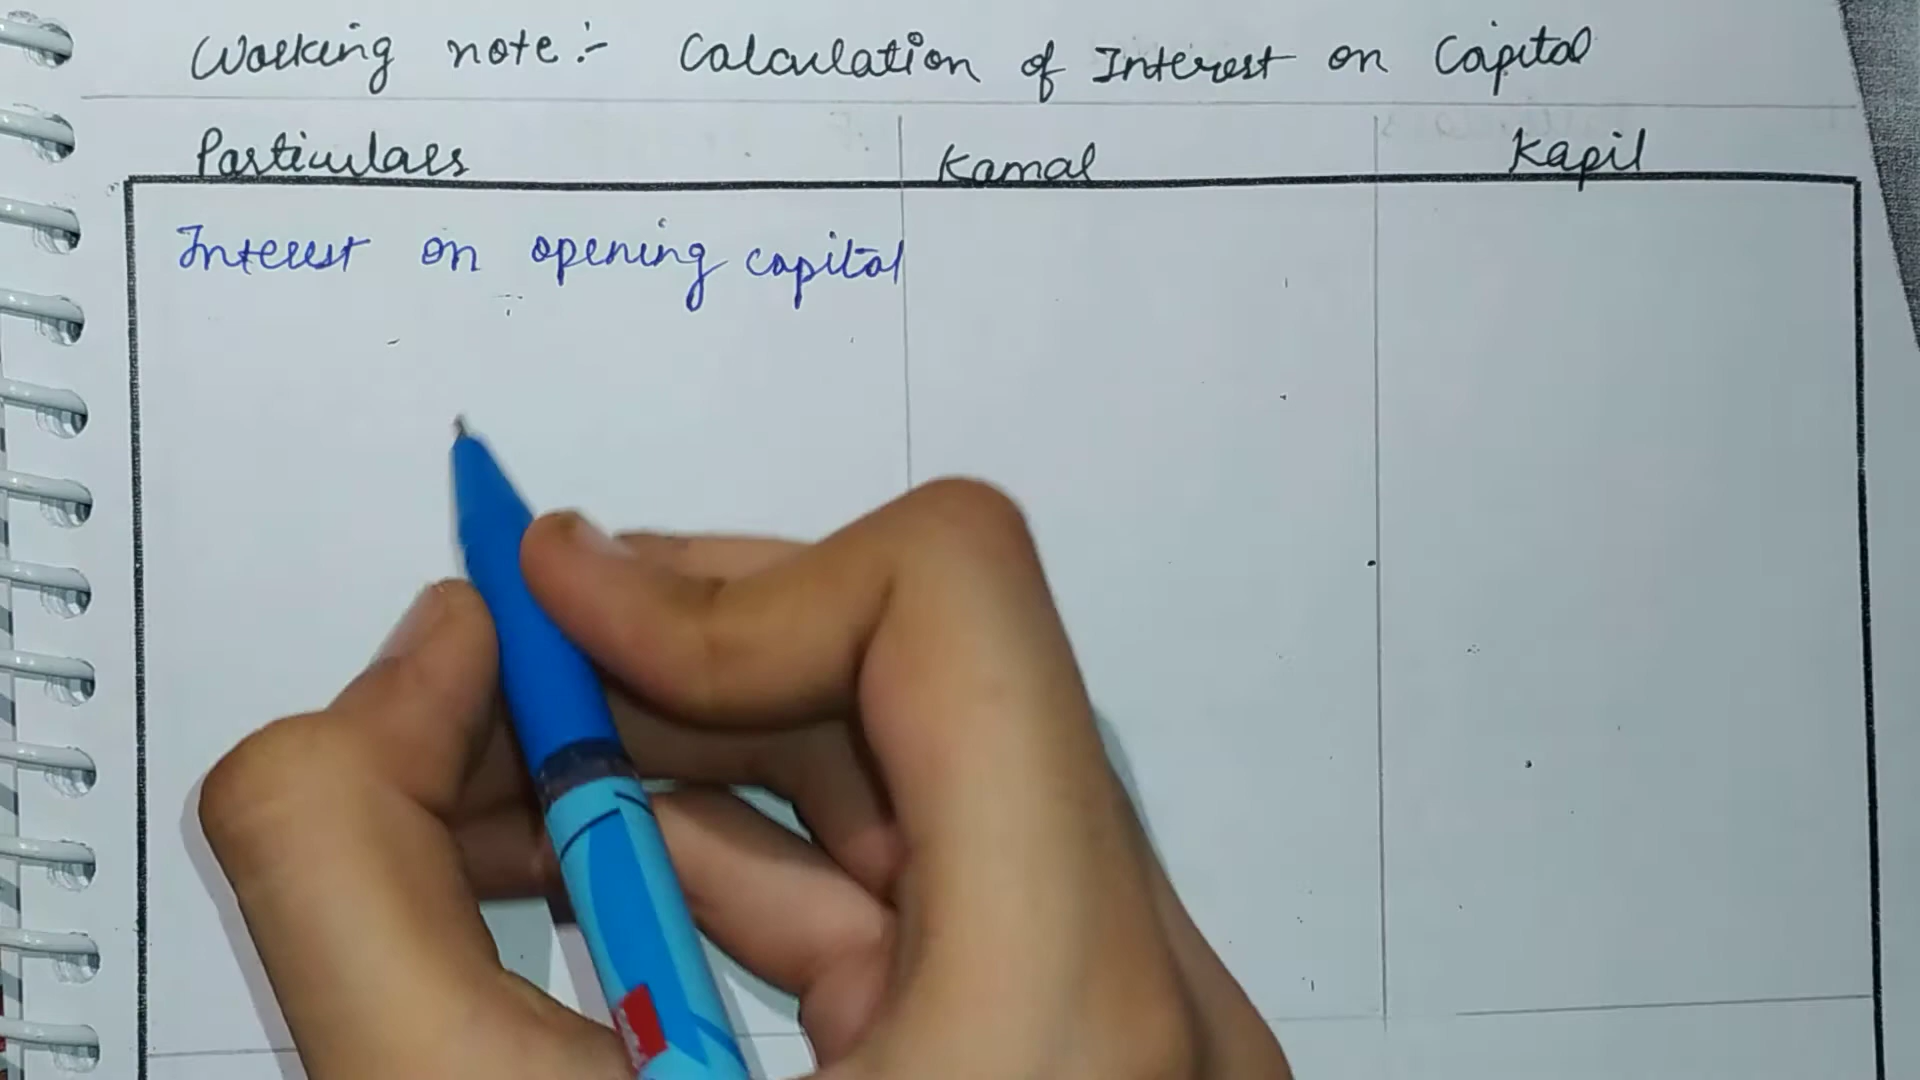 Working note:- Calculation of Interest on Capital
Particulars Kamal Kapil
Interest on opening capital